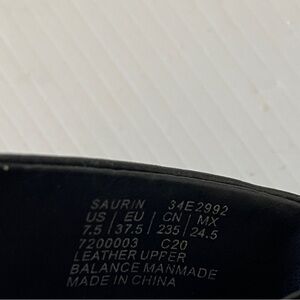 SAURIN 34E2992
US | EU | CN | MX
7.5 | 37.5 | 235 | 24.5
7200003 C20
LEATHER UPPER
BALANCE MANMADE
MADE IN CHINA